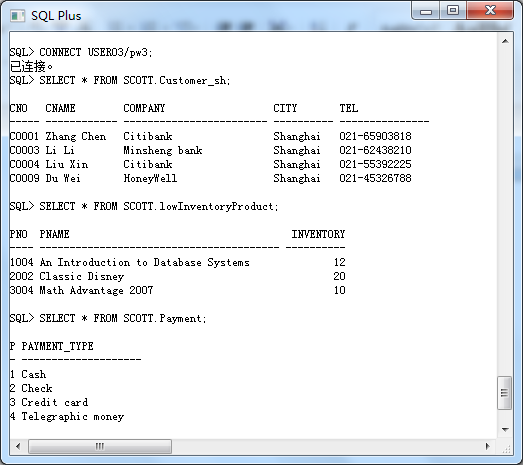 SQL Plus
SQL> CONNECT USER03/pw3;
已连接。
SQL> SELECT * FROM SCOTT.Customer_sh;
CNO CNAME COMPANY CITY TEL
----- ------------ ------------------------ ---------- ---------------
C0001 Zhang Chen Citibank Shanghai 021-65903818
C0003 Li Li Minsheng bank Shanghai 021-62438210
C0004 Liu Xin Citibank Shanghai 021-55392225
C0009 Du Wei HoneyWell Shanghai 021-45326788
SQL> SELECT * FROM SCOTT.lowInventoryProduct;
PNO PNAME INVENTORY
---- ---------------------------------------- ----------
1004 An Introduction to Database Systems 12
2002 Classic Disney 20
3004 Math Advantage 2007 10
SQL> SELECT * FROM SCOTT.Payment;
P PAYMENT_TYPE
- --------------------
1 Cash
2 Check
3 Credit card
4 Telegraphic money